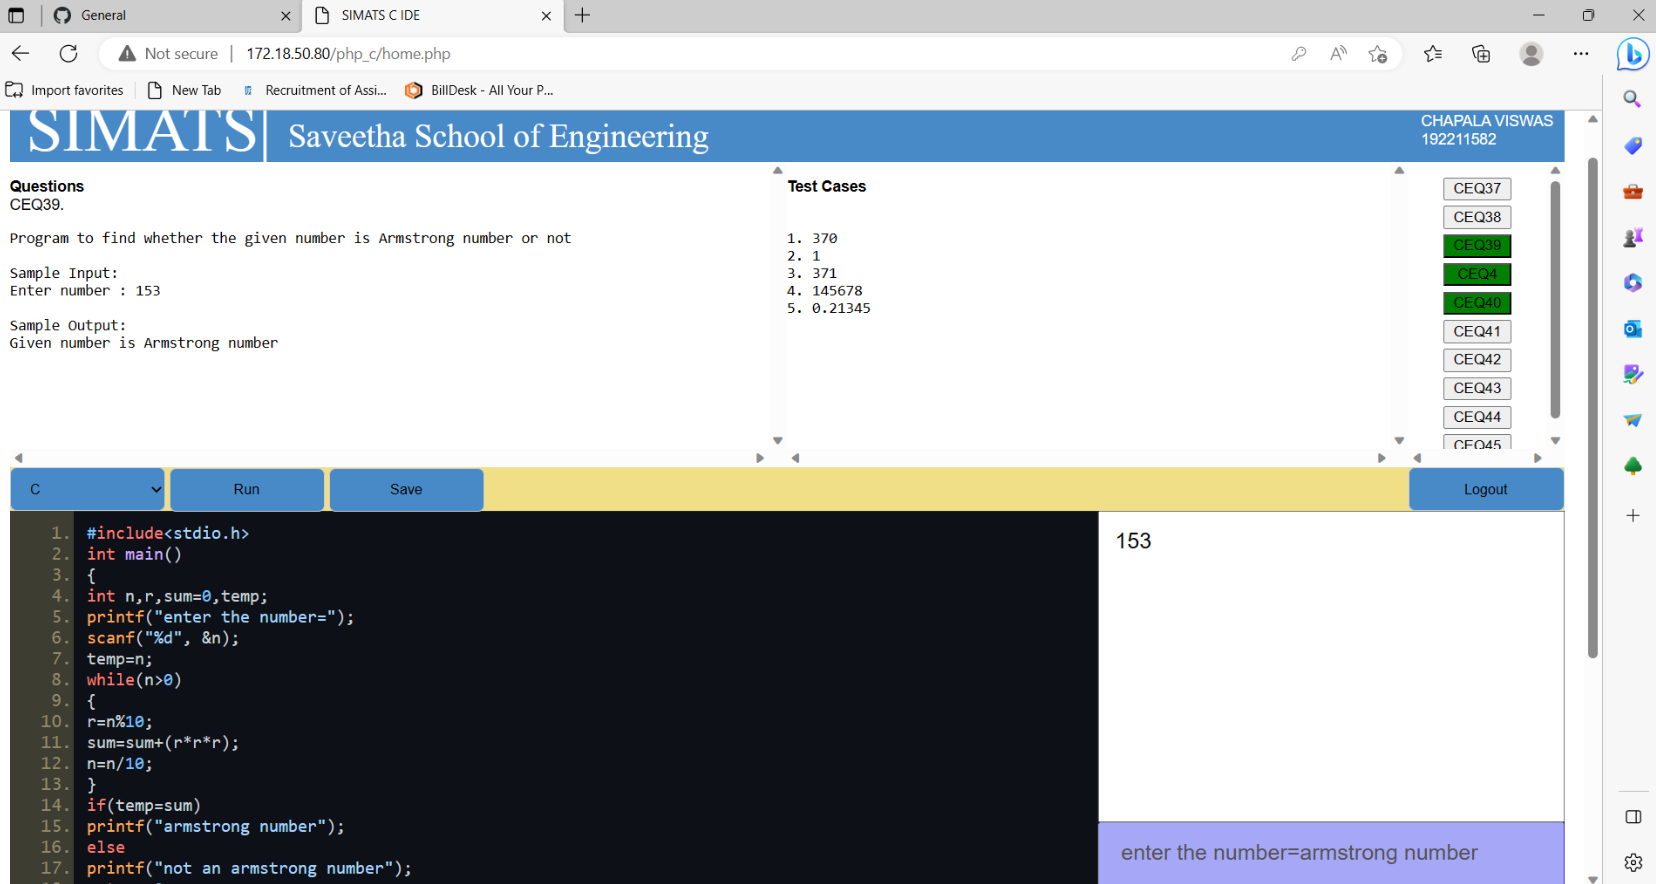 General
SIMATS C IDE
Not secure
172.18.50.80/php_c/home.php
Import favorites
New Tab
Recruitment of Assi...
BillDesk - All Your P...
SIMATS
Saveetha School of Engineering
CHAPALA VISWAS
192211582
Questions
CEQ39.
Program to find whether the given number is Armstrong number or not
Sample Input:
Enter number : 153
Sample Output:
Given number is Armstrong number
Test Cases
1. 370
2. 1
3. 371
4. 145678
5. 0.21345
CEQ37
CEQ38
CEQ39
CEQ4
CEQ40
CEQ41
CEQ42
CEQ43
CEQ44
CEQ45
C
Run
Save
Logout
1. #include<stdio.h>
2. int main()
3. {
4. int n,r,sum=0,temp;
5. printf("enter the number=");
6. scanf("%d", &n);
7. temp=n;
8. while(n>0)
9. {
10. r=n%10;
11. sum=sum+(r*r*r);
12. n=n/10;
13. }
14. if(temp=sum)
15. printf("armstrong number");
16. else
17. printf("not an armstrong number");
153
enter the number=armstrong number